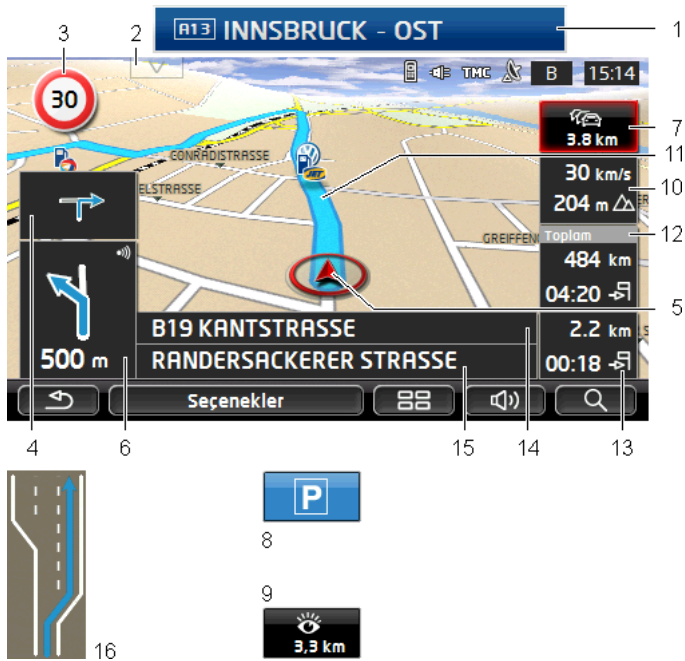 A13 INNSBRUCK - OST
1
2
3
30
TMC
B
15:14
3.8 km
7
11
CONRADISTRASSE
ELSTRASSE
JET
30 km/s
10
204 m
GREIFFEN
Toplam
12
484 km
04:20
5
B19 KANTSTRASSE
2.2 km
500 m
RANDERSACKERER STRASSE
00:18
Seçenekler
4
6
15
14
13
P
8
9
3,3 km
16